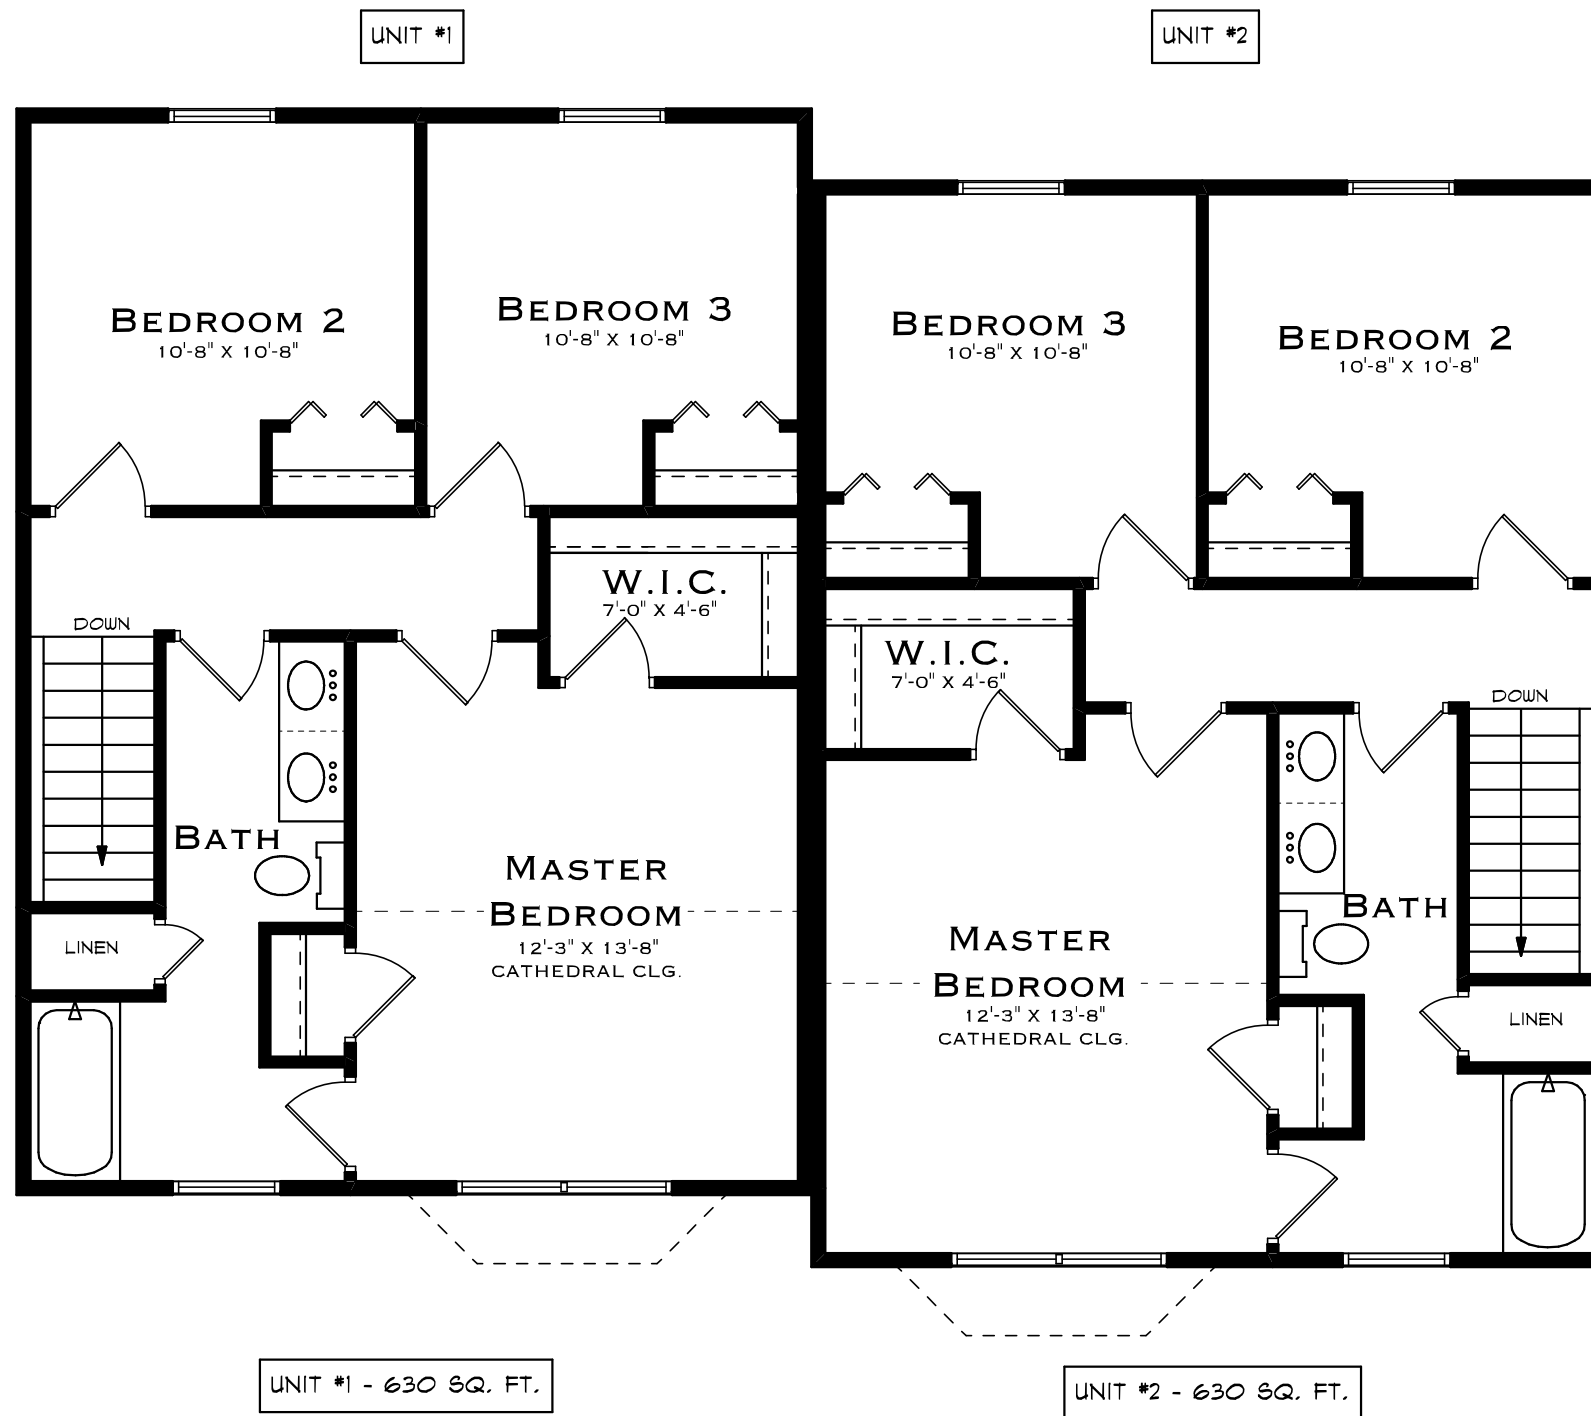 UNIT #1
UNIT #2
BEDROOM 2
10'-8" X 10'-8"
BEDROOM 3
10'-8" X 10'-8"
BEDROOM 3
10'-8" X 10'-8"
BEDROOM 2
10'-8" X 10'-8"
W.I.C.
7'-0" X 4'-6"
DOWN
W.I.C.
7'-0" X 4'-6"
DOWN
BATH
MASTER
BEDROOM
12'-3" X 13'-8"
CATHEDRAL CLG.
LINEN
BATH
MASTER
BEDROOM
12'-3" X 13'-8"
CATHEDRAL CLG.
LINEN
UNIT #1 - 630 SQ. FT.
UNIT #2 - 630 SQ. FT.